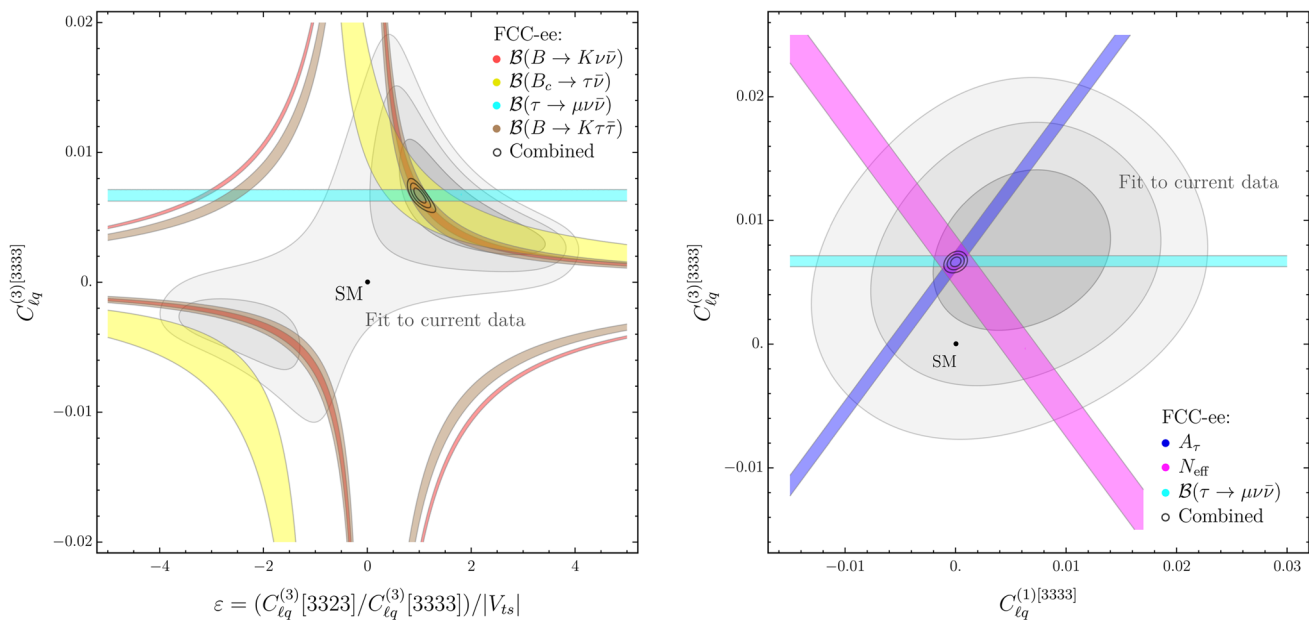 0.02
0.01
0.
−0.01
−0.02
C_{ℓq}^{(3)[3333]}
FCC-ee:
ℬ(B → Kνν̄)
ℬ(B_c → τν̄)
ℬ(τ → μνν̄)
ℬ(B → Kττ̄)
Combined
SM
Fit to current data
−4 −2 0 2 4
ε = (C_{ℓq}^{(3)}[3323]/C_{ℓq}^{(3)}[3333])/|V_{ts}|
0.02
0.01
0.
−0.01
C_{ℓq}^{(3)[3333]}
Fit to current data
SM
FCC-ee:
A_τ
N_eff
ℬ(τ → μνν̄)
Combined
−0.01 0. 0.01 0.02 0.03
C_{ℓq}^{(1)[3333]}